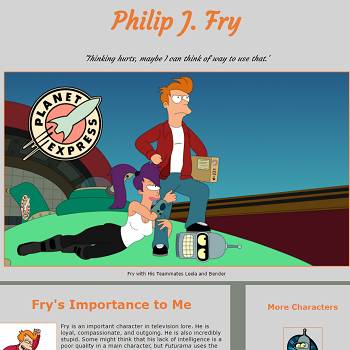 Philip J. Fry
'Thinking hurts, maybe I can think of way to use that.'
PLANET
EXPRESS
Fry with His Teammates Leela and Bender
Fry's Importance to Me
Fry is an important character in television lore. He is
loyal, compassionate, and outgoing. He is also incredibly
stupid. Some might think that his lack of intelligence is a
poor quality in a main character, but Futurama uses the
More Characters